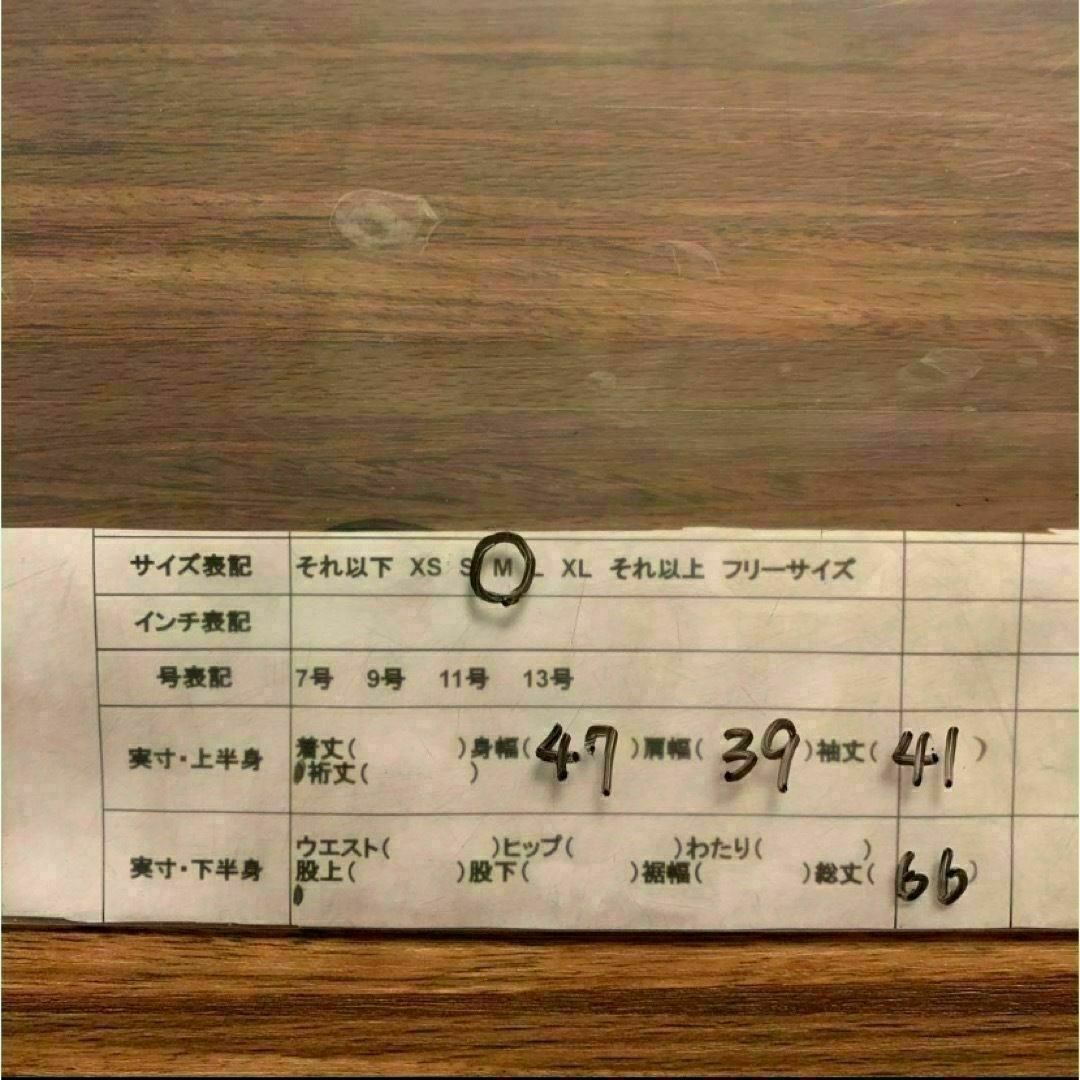 サイズ表記 それ以下 XS S M L XL それ以上 フリーサイズ
インチ表記
号表記 7号 9号 11号 13号
実寸・上半身 着丈( )身幅( 47 )肩幅( 39 )袖丈( 41 )
裄丈( )
実寸・下半身 ウエスト( )ヒップ( )わたり( )
股上( )股下( )裾幅( )総丈( 66 )